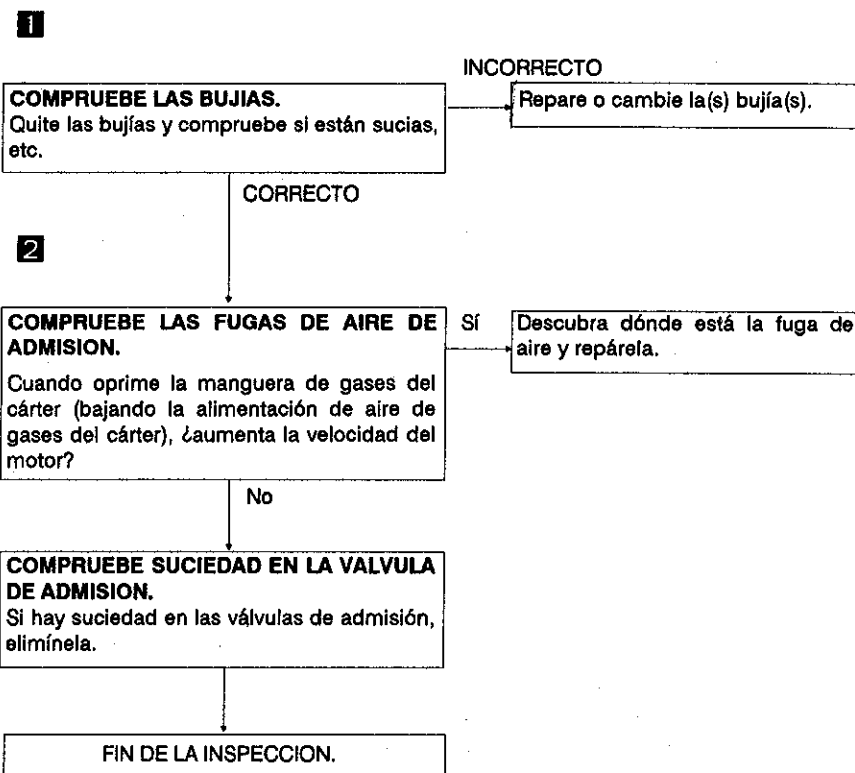 1
INCORRECTO
COMPRUEBE LAS BUJIAS.
Quite las bujías y compruebe si están sucias,
etc.
Repare o cambie la(s) bujía(s).
CORRECTO
2
COMPRUEBE LAS FUGAS DE AIRE DE
ADMISION.
Cuando oprime la manguera de gases del
cárter (bajando la alimentación de aire de
gases del cárter), ¿aumenta la velocidad del
motor?
Sí
Descubra dónde está la fuga de
aire y repárela.
No
COMPRUEBE SUCIEDAD EN LA VALVULA
DE ADMISION.
Si hay suciedad en las válvulas de admisión,
elimínela.
FIN DE LA INSPECCION.